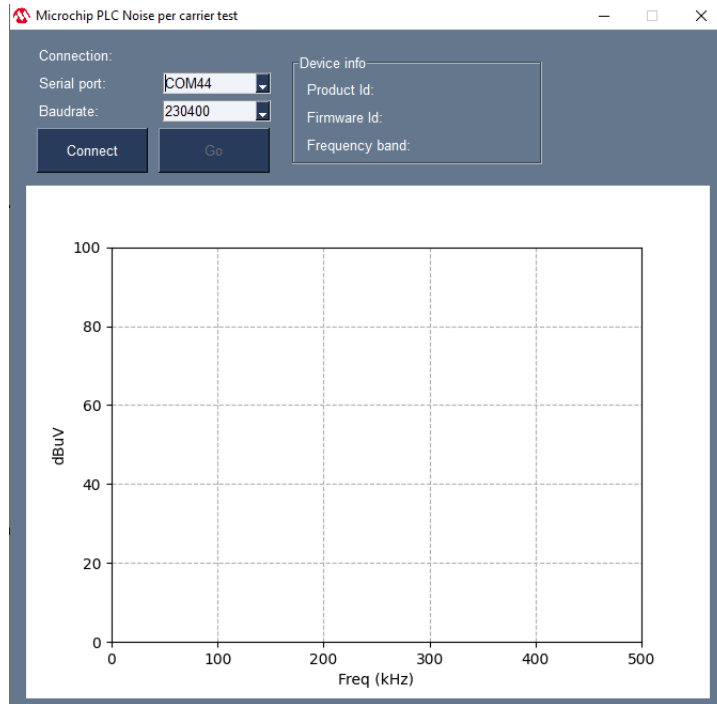 Microchip PLC Noise per carrier test
Connection:
Serial port: COM44
Baudrate: 230400
Connect Go
Device info
Product Id:
Firmware Id:
Frequency band:
100
80
60
40
20
0
dBuV
0 100 200 300 400 500
Freq (kHz)